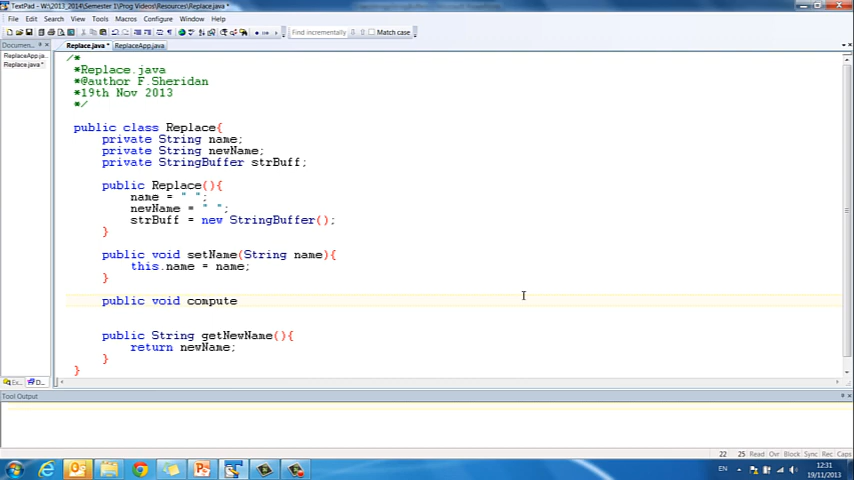 TextPad - W:\2013_2014\Semester 1\Prog Videos\Resources\Replace.java *
File Edit Search View Tools Macros Configure Window Help
Find incrementally Match case
Documen...
Replace.java * ReplaceApp.java
ReplaceApp.ja
Replace.java *
/*
*Replace.java
*@author F.Sheridan
*19th Nov 2013
*/
public class Replace{
private String name;
private String newName;
private StringBuffer strBuff;
public Replace(){
name = " ";
newName = " ";
strBuff = new StringBuffer();
}
public void setName(String name){
this.name = name;
}
public void compute
public String getNewName(){
return newName;
}
}
Ex... D...
Tool Output
22 25 Read Ovr Block Sync Rec Caps
EN
12:31
19/11/2013